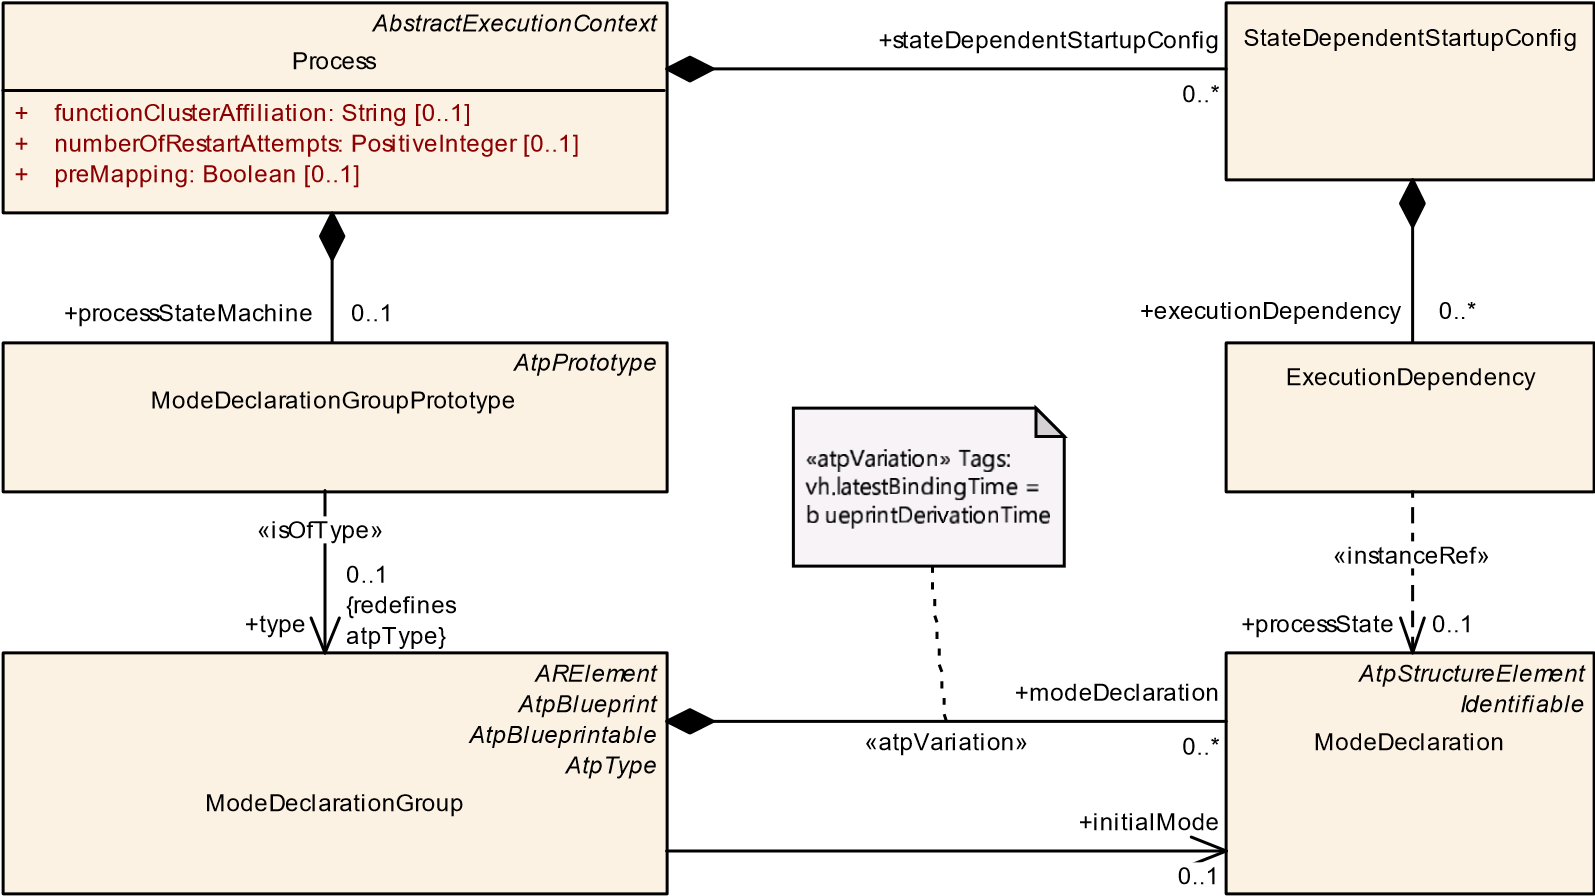 AbstractExecutionContext
Process
+ functionClusterAffiliation: String [0..1]
+ numberOfRestartAttempts: PositiveInteger [0..1]
+ preMapping: Boolean [0..1]
+stateDependentStartupConfig
0..*
StateDependentStartupConfig
+processStateMachine 0..1
+executionDependency 0..*
AtpPrototype
ModeDeclarationGroupPrototype
ExecutionDependency
«atpVariation» Tags:
vh.latestBindingTime =
b ueprintDerivationTime
«isOfType»
0..1
{redefines
+type atpType}
«instanceRef»
+processState 0..1
ARElement
AtpBlueprint
AtpBlueprintable
AtpType
ModeDeclarationGroup
+modeDeclaration
«atpVariation» 0..*
AtpStructureElement
Identifiable
ModeDeclaration
+initialMode
0..1